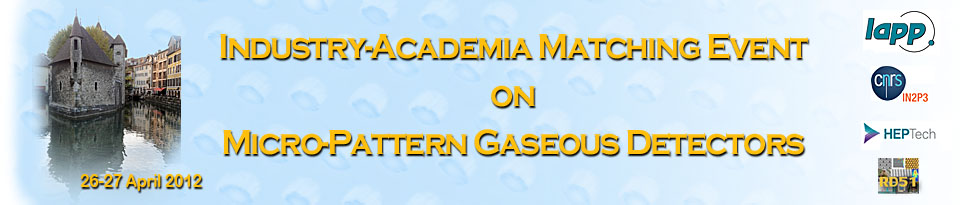 Industry-Academia Matching Event
on
Micro-Pattern Gaseous Detectors
26-27 April 2012
lapp.
cnrs
IN2P3
HEPTech
RD51